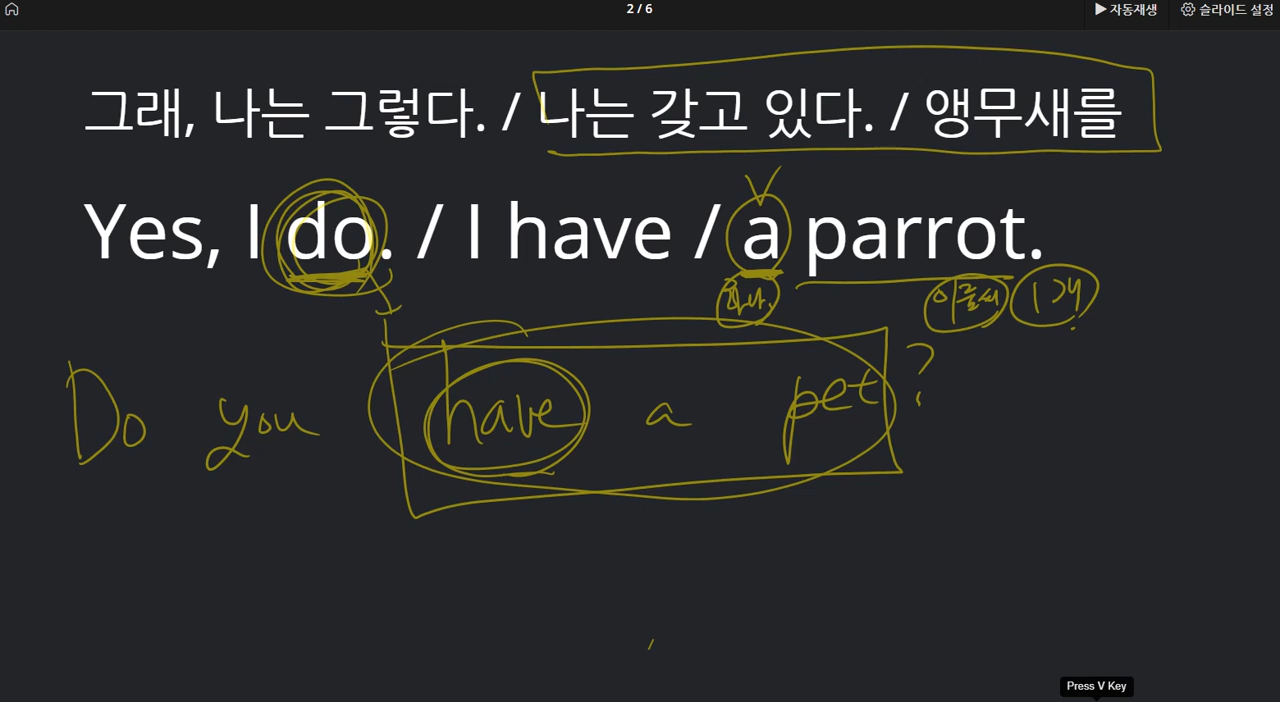 2 / 6
자동재생
슬라이드 설정
그래, 나는 그렇다. / 나는 갖고 있다. / 앵무새를
Yes, I do. / I have / a parrot.
하나.
이름씨 1개
Do you have a pet?
Press V Key